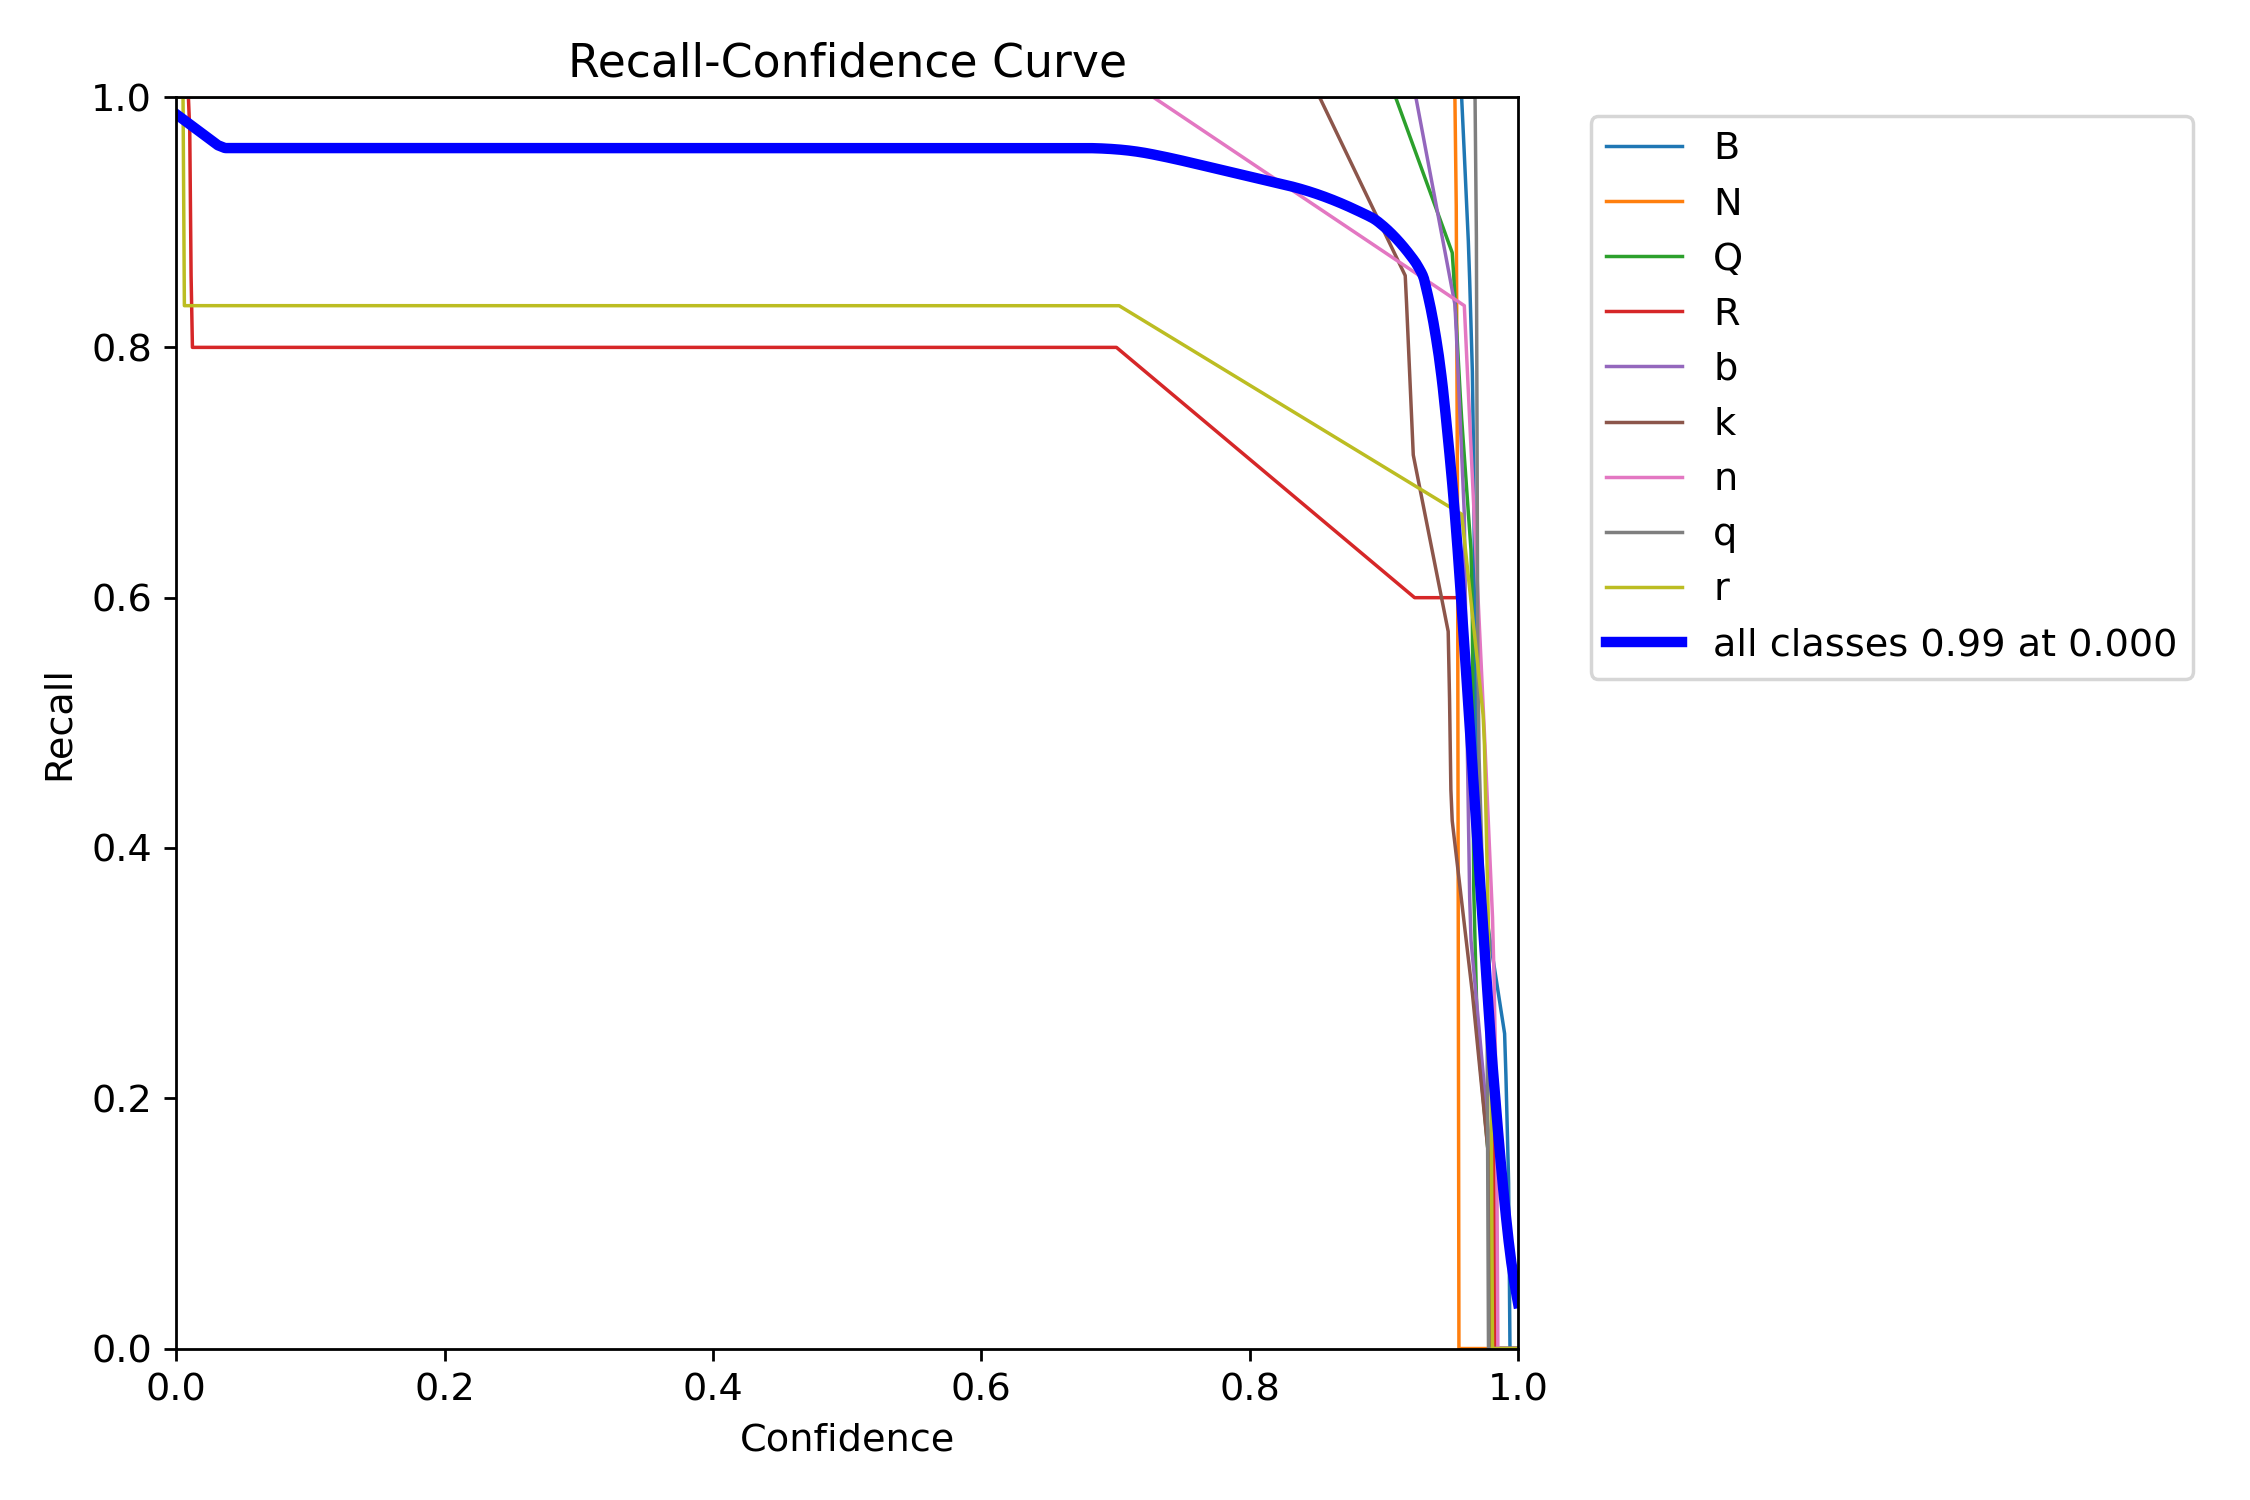 Recall-Confidence Curve
1.0
0.8
0.6
0.4
0.2
0.0
Recall
0.0 0.2 0.4 0.6 0.8 1.0
Confidence
B
N
Q
R
b
k
n
q
r
all classes 0.99 at 0.000